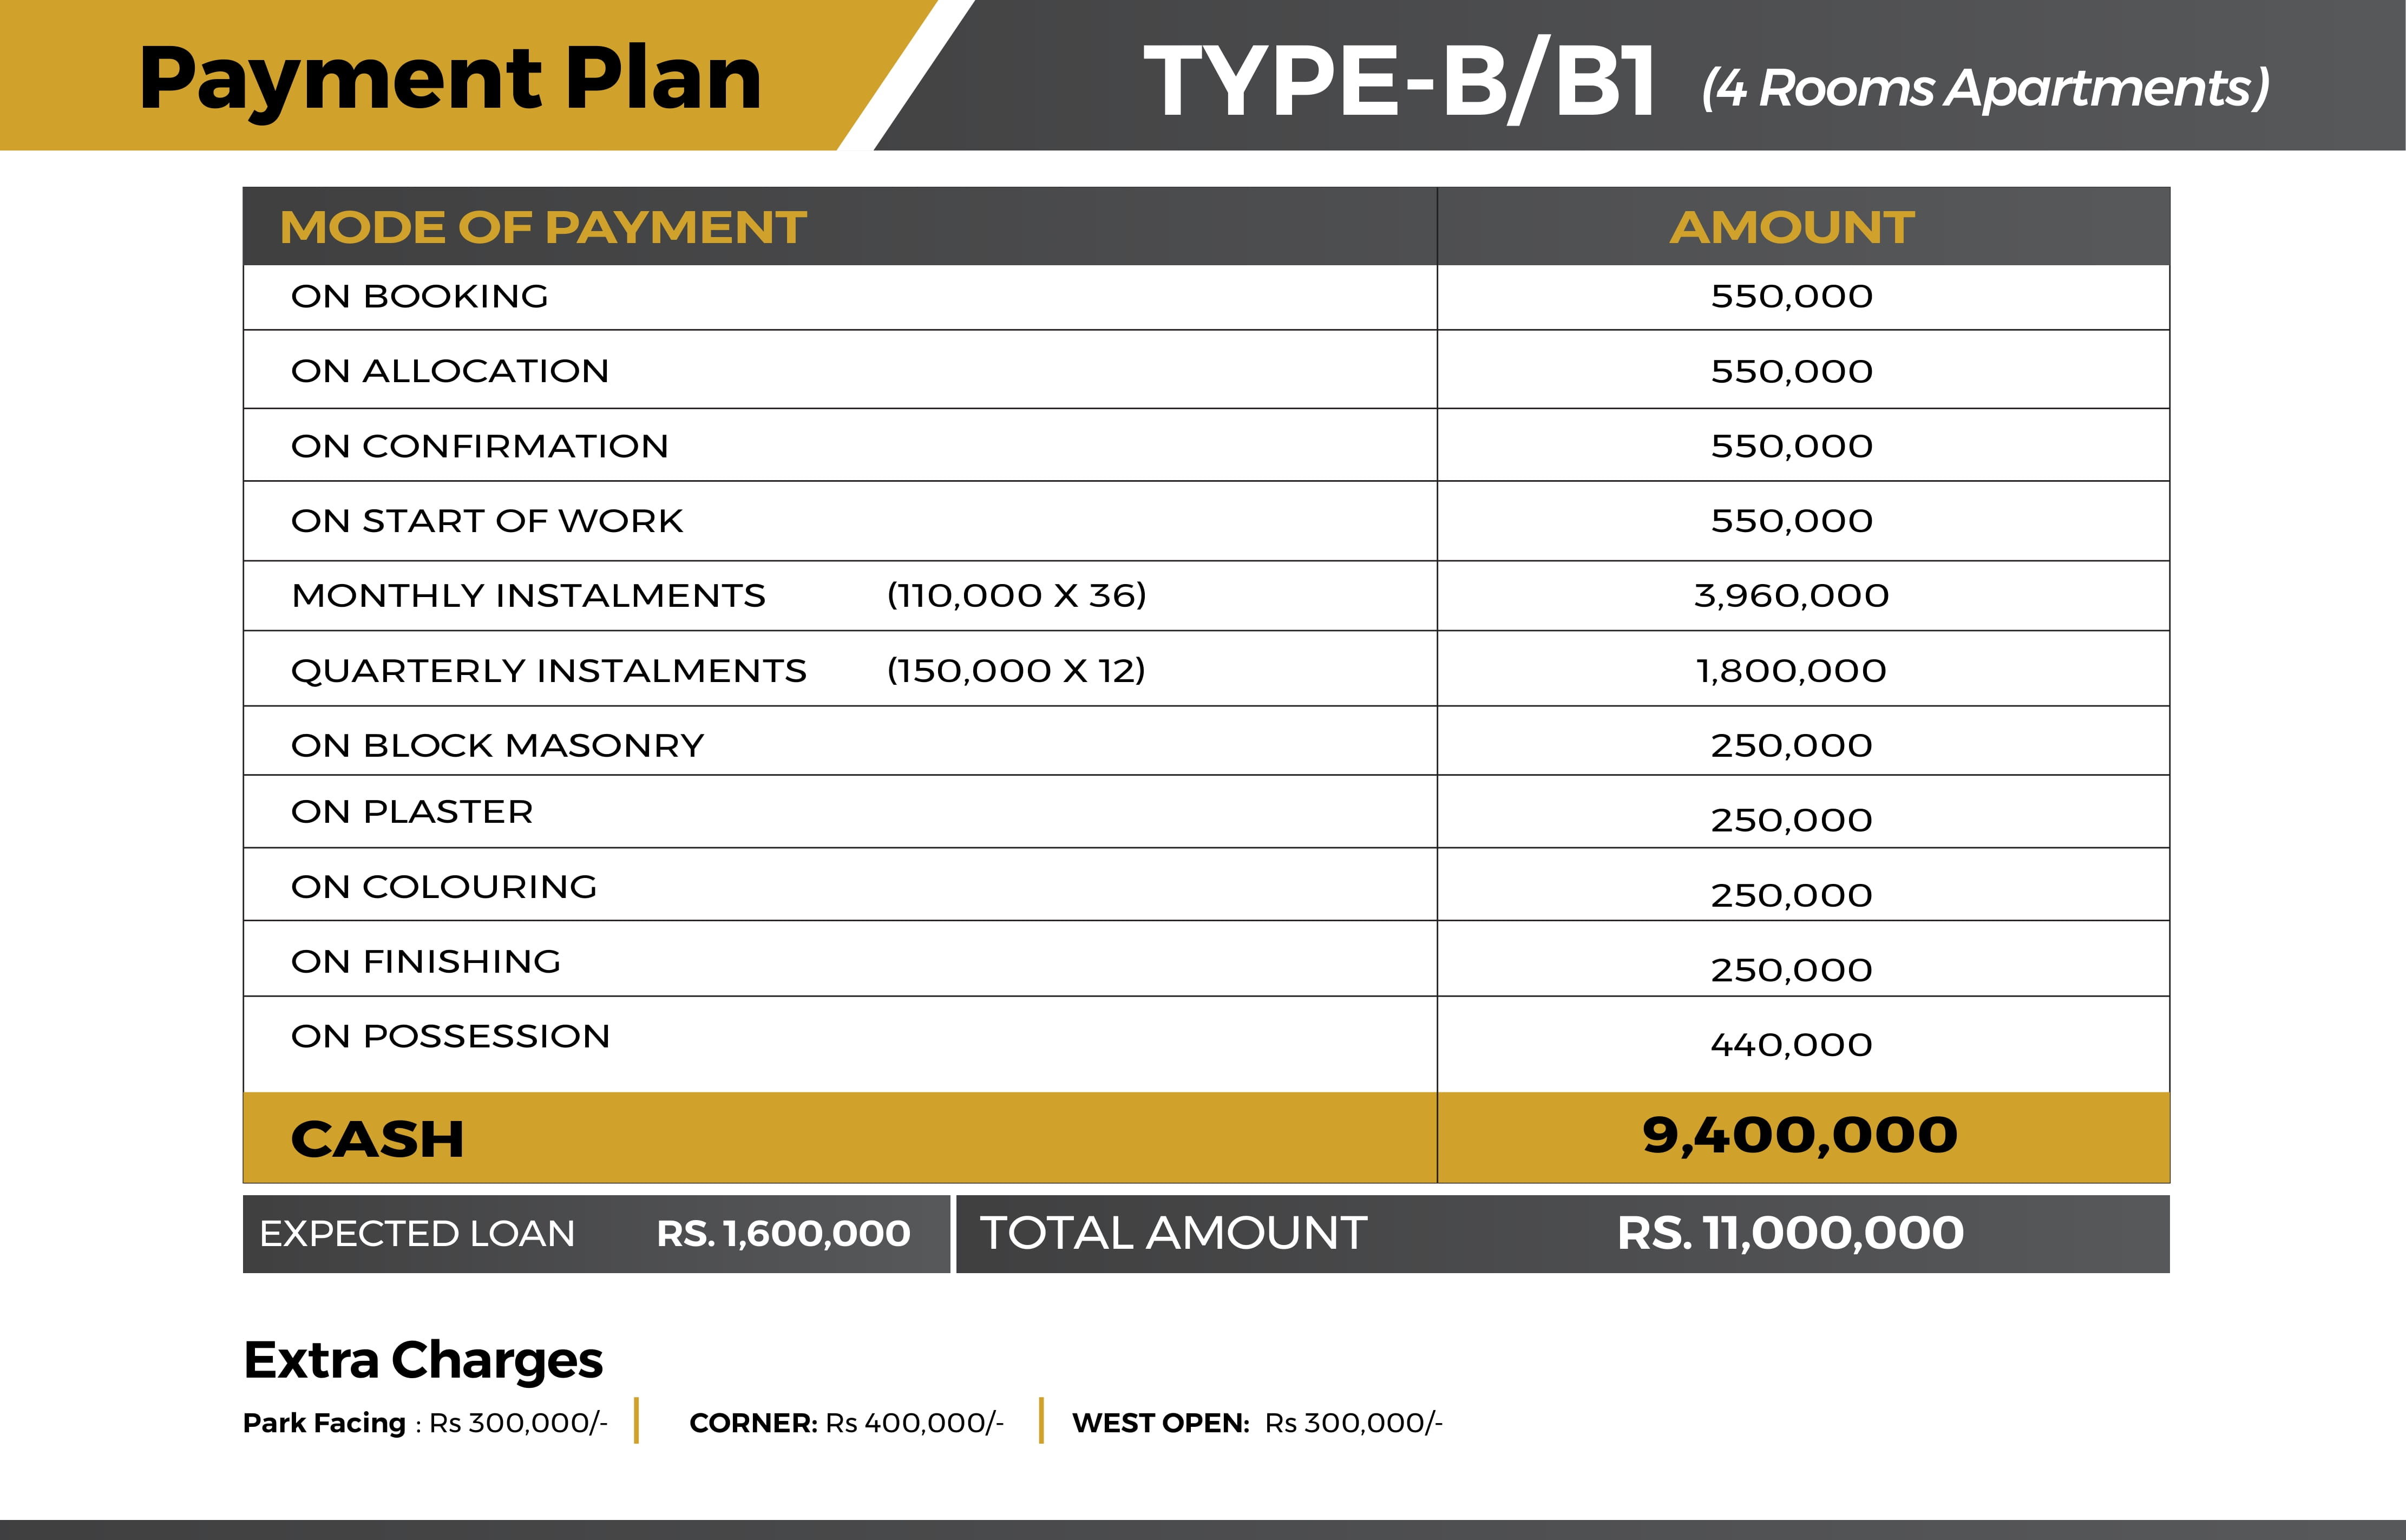 Payment Plan
TYPE-B/B1 (4 Rooms Apartments)
MODE OF PAYMENT AMOUNT
ON BOOKING 550,000
ON ALLOCATION 550,000
ON CONFIRMATION 550,000
ON START OF WORK 550,000
MONTHLY INSTALMENTS (110,000 X 36) 3,960,000
QUARTERLY INSTALMENTS (150,000 X 12) 1,800,000
ON BLOCK MASONRY 250,000
ON PLASTER 250,000
ON COLOURING 250,000
ON FINISHING 250,000
ON POSSESSION 440,000
CASH 9,400,000
EXPECTED LOAN RS. 1,600,000 TOTAL AMOUNT RS. 11,000,000
Extra Charges
Park Facing : Rs 300,000/- CORNER: Rs 400,000/- WEST OPEN: Rs 300,000/-